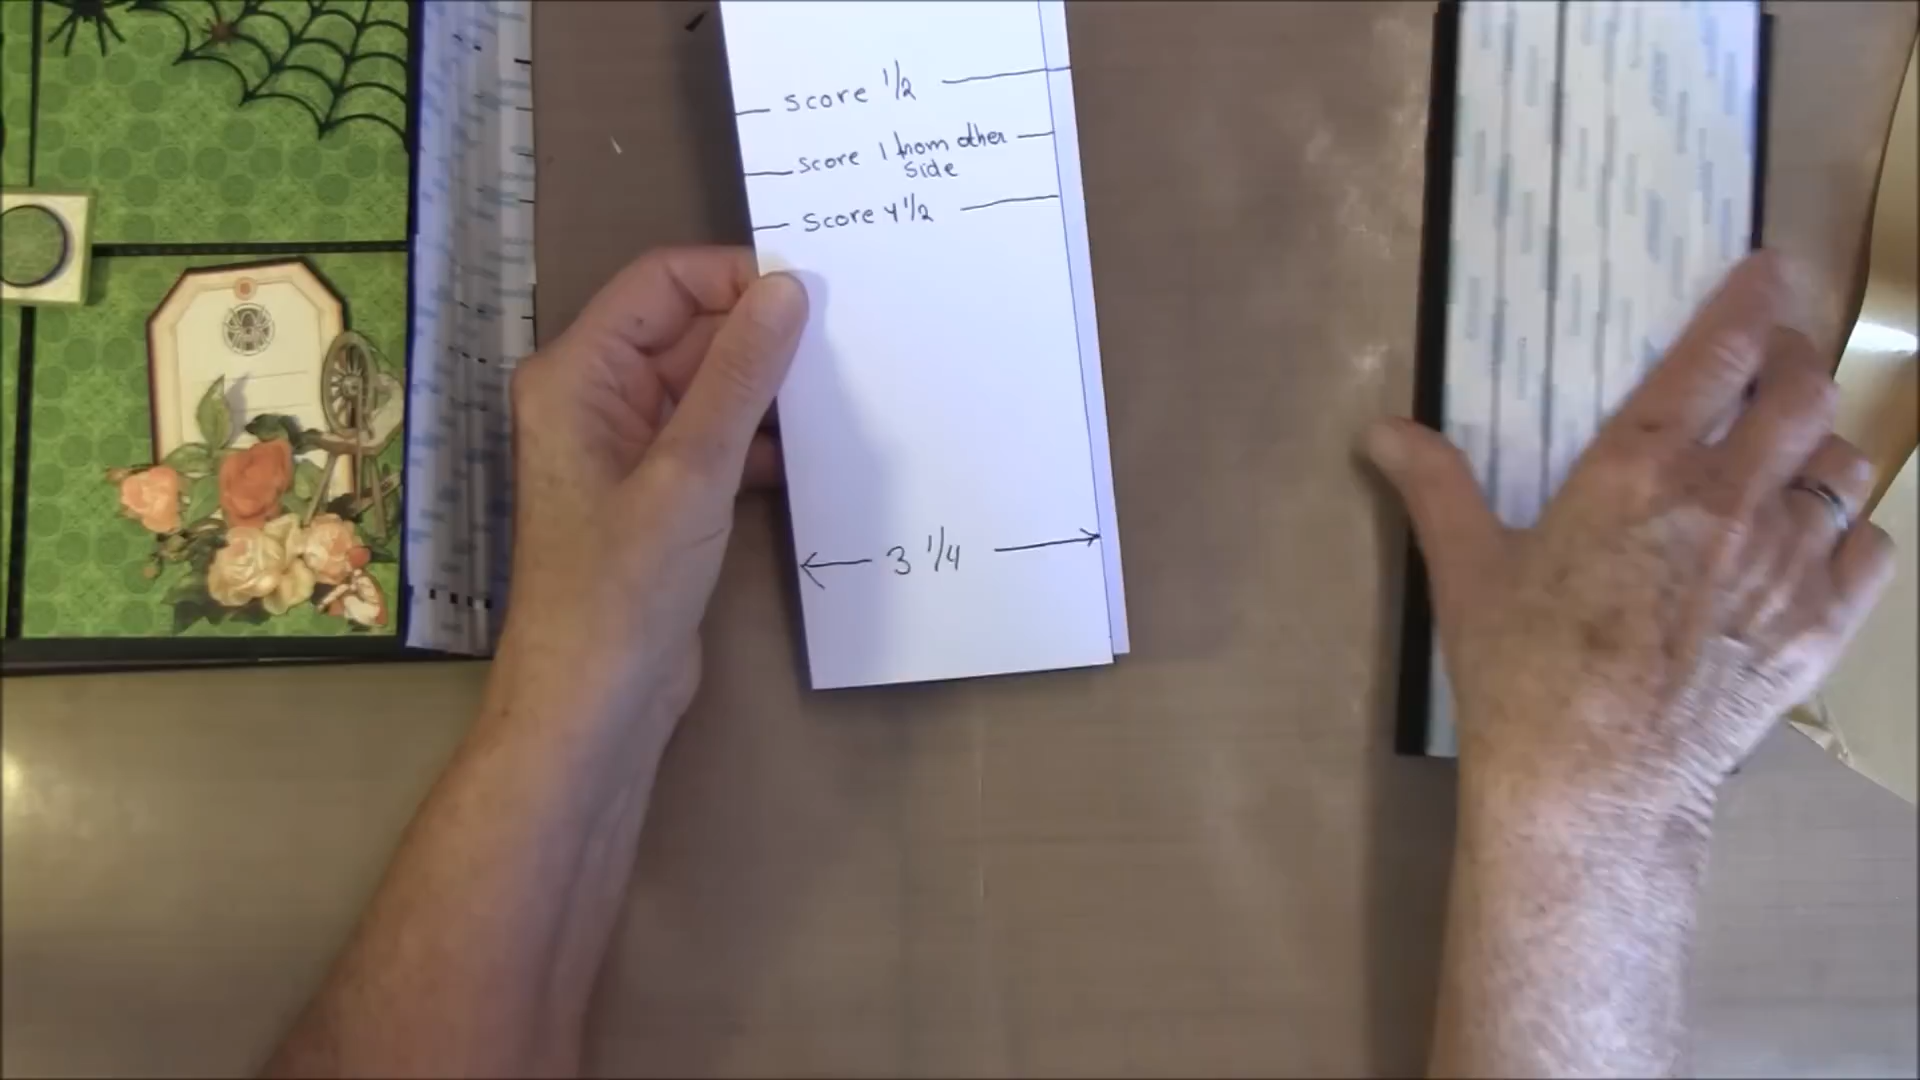 Score 1/2
Score 1 from other
side
Score 4 1/2
3 1/4